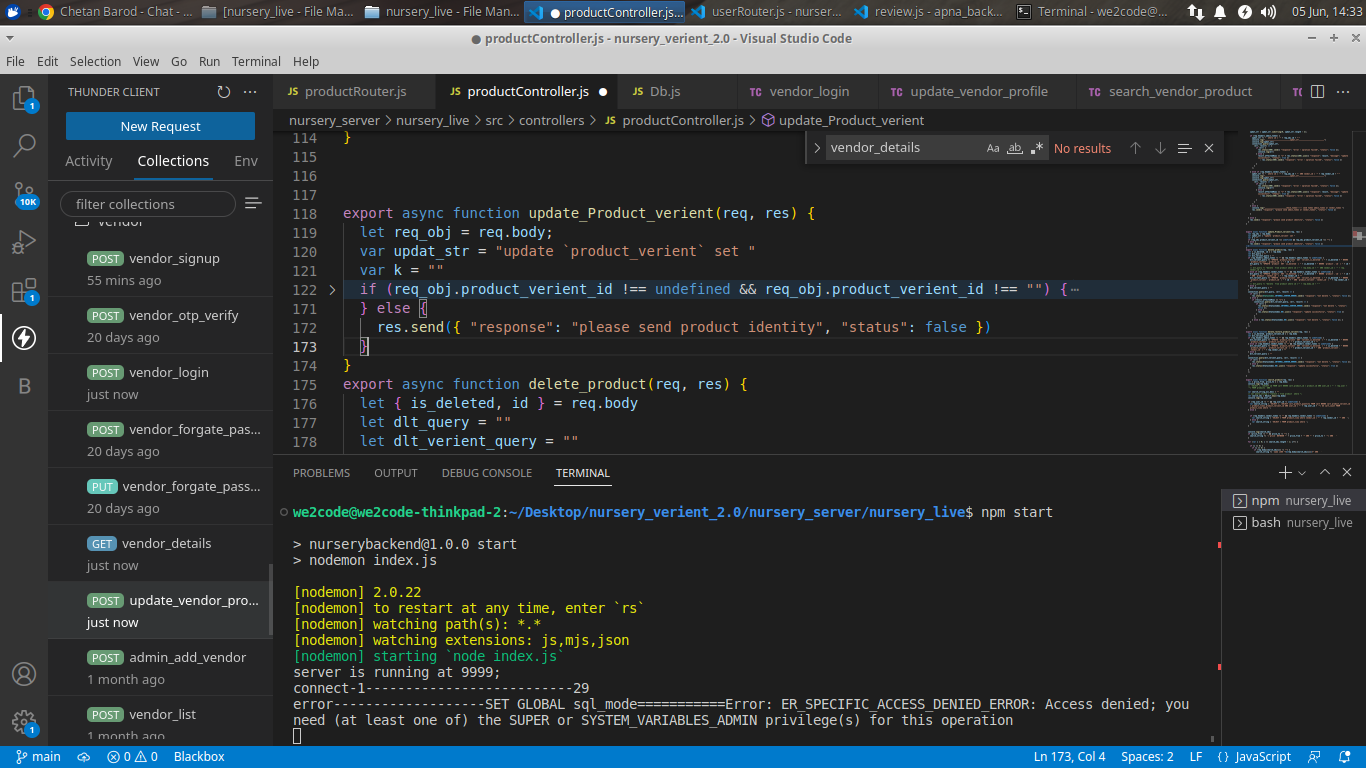 Chetan Barod - Chat - ...
[nursery_live - File Ma...
nursery_live - File Man...
● productController.js...
userRouter.js - nurser...
review.js - apna_back...
Terminal - we2code@...
05 Jun, 14:33
● productController.js - nursery_verient_2.0 - Visual Studio Code
File Edit Selection View Go Run Terminal Help
1
10K
1
B
1
THUNDER CLIENT
New Request
Activity Collections Env
filter collections
vendor
POST vendor_signup
55 mins ago
POST vendor_otp_verify
20 days ago
POST vendor_login
just now
POST vendor_forgate_pas...
20 days ago
PUT vendor_forgate_pass...
20 days ago
GET vendor_details
just now
POST update_vendor_pro...
just now
POST admin_add_vendor
1 month ago
POST vendor_list
1 month ago
JS productRouter.js
JS productController.js ●
JS Db.js
TC vendor_login
TC update_vendor_profile
TC search_vendor_product
TC
nursery_server > nursery_live > src > controllers > JS productController.js > update_Product_verient
vendor_details Aa ab .* No results
114 }
115
116
117
118 export async function update_Product_verient(req, res) {
119 let req_obj = req.body;
120 var updat_str = "update `product_verient` set "
121 var k = ""
122 if (req_obj.product_verient_id !== undefined && req_obj.product_verient_id !== "") {⋯
171 } else {
172 res.send({ "response": "please send product identity", "status": false })
173 }
174 }
175 export async function delete_product(req, res) {
176 let { is_deleted, id } = req.body
177 let dlt_query = ""
178 let dlt_verient_query = ""
PROBLEMS OUTPUT DEBUG CONSOLE TERMINAL
we2code@we2code-thinkpad-2:~/Desktop/nursery_verient_2.0/nursery_server/nursery_live$ npm start
> nurserybackend@1.0.0 start
> nodemon index.js
[nodemon] 2.0.22
[nodemon] to restart at any time, enter `rs`
[nodemon] watching path(s): *.*
[nodemon] watching extensions: js,mjs,json
[nodemon] starting `node index.js`
server is running at 9999;
connect-1--------------------------29
error-------------------SET GLOBAL sql_mode===========Error: ER_SPECIFIC_ACCESS_DENIED_ERROR: Access denied; you
need (at least one of) the SUPER or SYSTEM_VARIABLES_ADMIN privilege(s) for this operation
npm nursery_live
bash nursery_live
main 0 0 Blackbox
Ln 173, Col 4 Spaces: 2 LF {} JavaScript